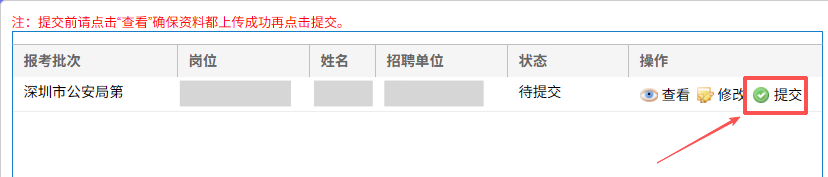 注：提交前请点击“查看”确保资料都上传成功再点击提交。
报考批次 岗位 姓名 招聘单位 状态 操作
深圳市公安局第 待提交 查看 修改 提交